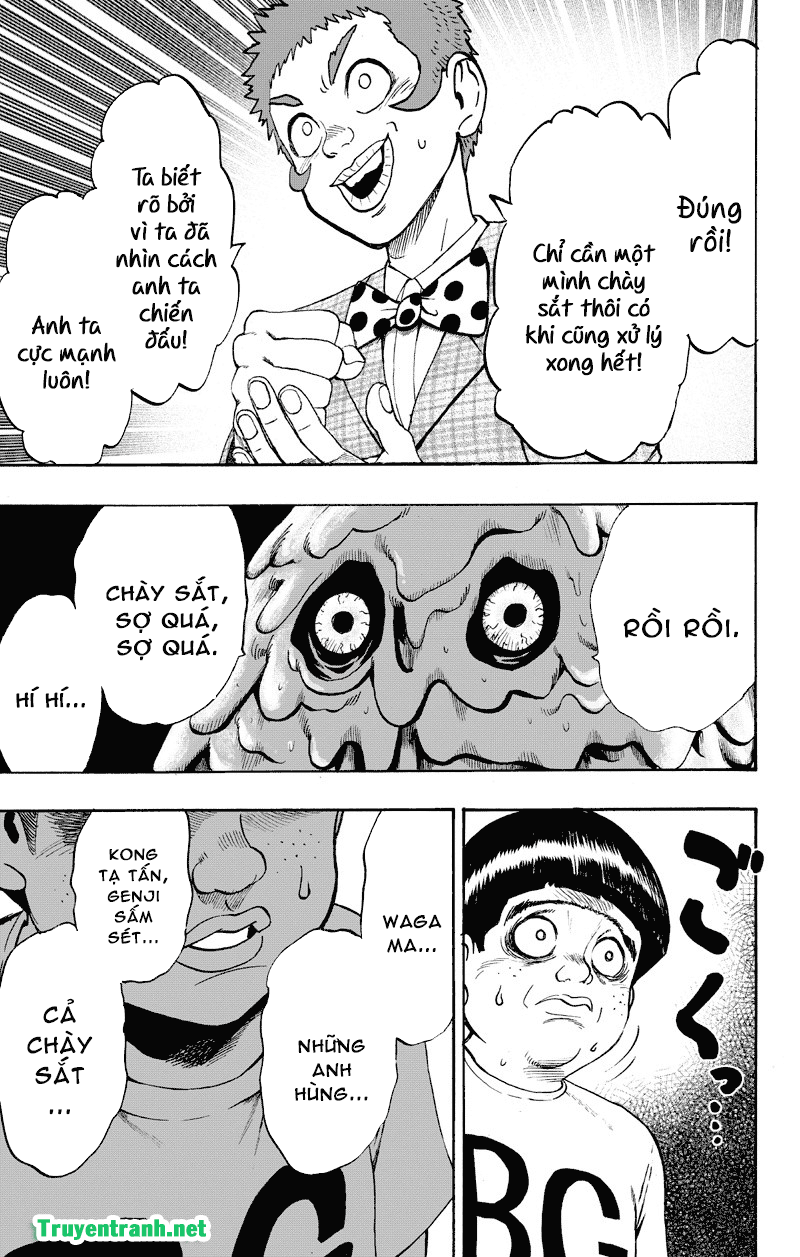 Đúng
rồi!
Chỉ cần một
mình chày
sắt thôi có
khi cũng xử lý
xong hết!
Ta biết
rõ bởi
vì ta đã
nhìn cách
anh ta
chiến
đấu!
Anh ta
cực mạnh
luôn!
RỒI RỒI.
CHÀY SẮT,
SỢ QUÁ,
SỢ QUÁ.
HÍ HÍ...
ごくっ…
BG
WAGA
MA...
NHỮNG
ANH
HÙNG...
KONG
TẠ TẤN,
GENJI
SẤM
SÉT...
CẢ
CHÀY
SẮT
...
Truyentranh.net